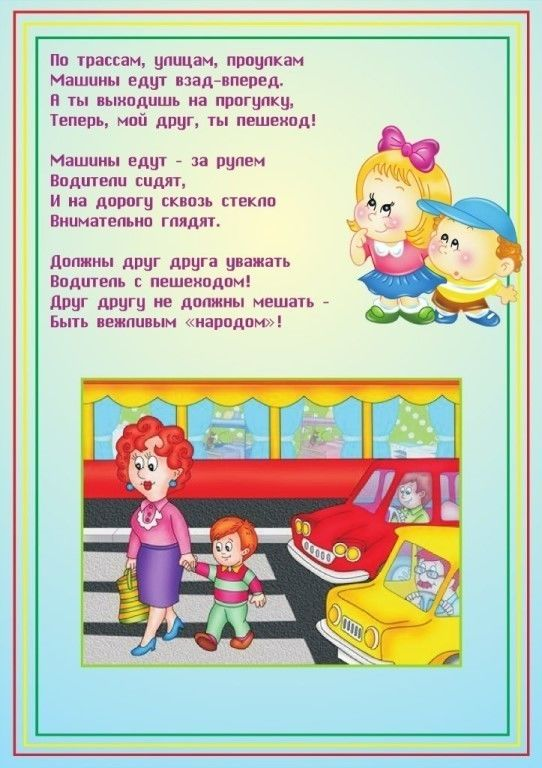 По трассам, улицам, проулкам
Машины едут взад-вперед.
А ты выходишь на прогулку,
Теперь, мой друг, ты пешеход!
Машины едут - за рулем
Водители сидят,
И на дорогу сквозь стекло
Внимательно глядят.
Должны друг друга уважать
Водитель с пешеходом!
Друг другу не должны мешать -
Быть вежливым «народом»!